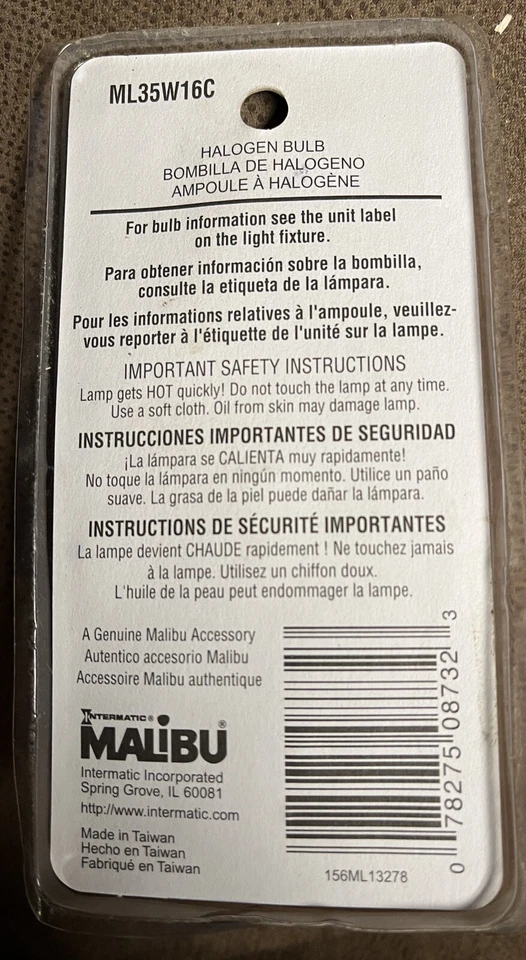 ML35W16C
HALOGEN BULB
BOMBILLA DE HALOGENO
AMPOULE À HALOGÈNE
For bulb information see the unit label
on the light fixture.
Para obtener información sobre la bombilla,
consulte la etiqueta de la lámpara.
Pour les informations relatives à l'ampoule, veuillez-
vous reporter à l'étiquette de l'unité sur la lampe.
IMPORTANT SAFETY INSTRUCTIONS
Lamp gets HOT quickly! Do not touch the lamp at any time.
Use a soft cloth. Oil from skin may damage lamp.
INSTRUCCIONES IMPORTANTES DE SEGURIDAD
¡La lámpara se CALIENTA muy rapidamente!
No toque la lámpara en ningún momento. Utilice un paño
suave. La grasa de la piel puede dañar la lámpara.
INSTRUCTIONS DE SÉCURITÉ IMPORTANTES
La lampe devient CHAUDE rapidement ! Ne touchez jamais
à la lampe. Utilisez un chiffon doux.
L'huile de la peau peut endommager la lampe.
A Genuine Malibu Accessory
Autentico accesorio Malibu
Accessoire Malibu authentique
INTERMATIC®
MALIBU®
Intermatic Incorporated
Spring Grove, IL 60081
http://www.intermatic.com
Made in Taiwan
Hecho en Taiwan
Fabriqué en Taiwan
0 78275 08732 3
156ML13278